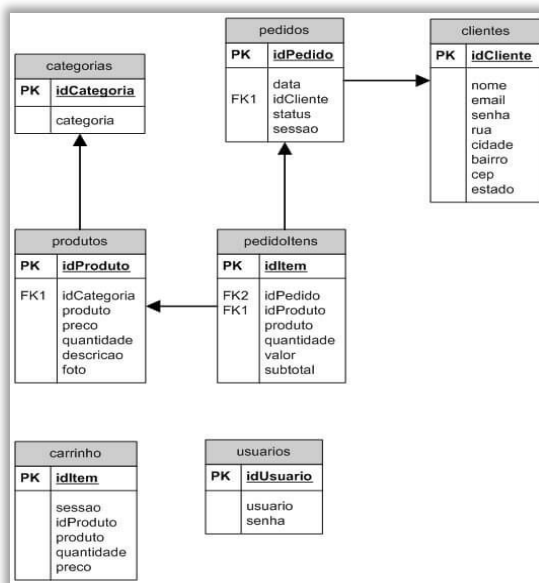 categorias
PK idCategoria
categoria
pedidos
PK idPedido
data
FK1 idCliente
status
sessao
clientes
PK idCliente
nome
email
senha
rua
cidade
bairro
cep
estado
produtos
PK idProduto
FK1 idCategoria
produto
preco
quantidade
descricao
foto
pedidoItens
PK idItem
FK2 idPedido
FK1 idProduto
produto
quantidade
valor
subtotal
carrinho
PK idItem
sessao
idProduto
produto
quantidade
preco
usuarios
PK idUsuario
usuario
senha